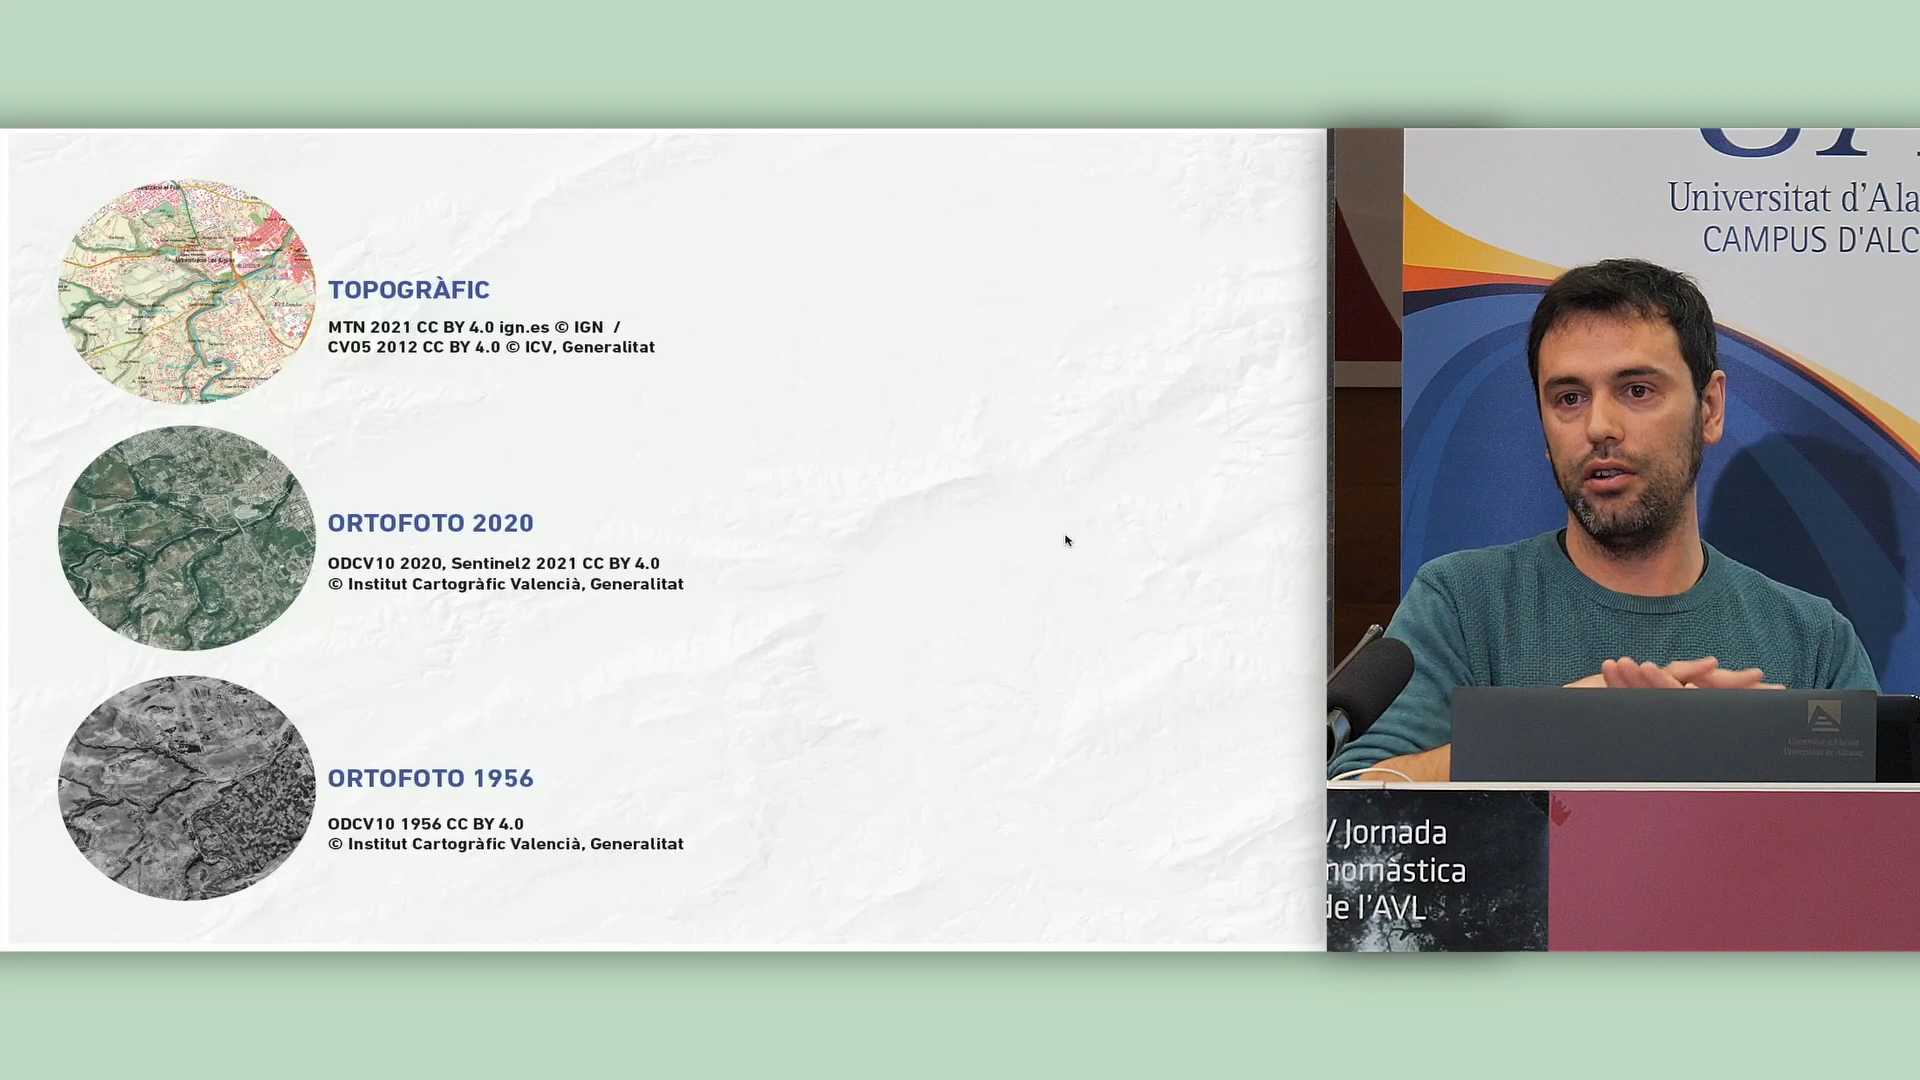 TOPOGRÀFIC
MTN 2021 CC BY 4.0 ign.es © IGN /
CV05 2012 CC BY 4.0 © ICV, Generalitat
ORTOFOTO 2020
ODCV10 2020, Sentinel2 2021 CC BY 4.0
© Institut Cartogràfic Valencià, Generalitat
ORTOFOTO 1956
ODCV10 1956 CC BY 4.0
© Institut Cartogràfic Valencià, Generalitat
Universitat d'Ala
CAMPUS D'ALC
V Jornada
nomàstica
de l'AVL